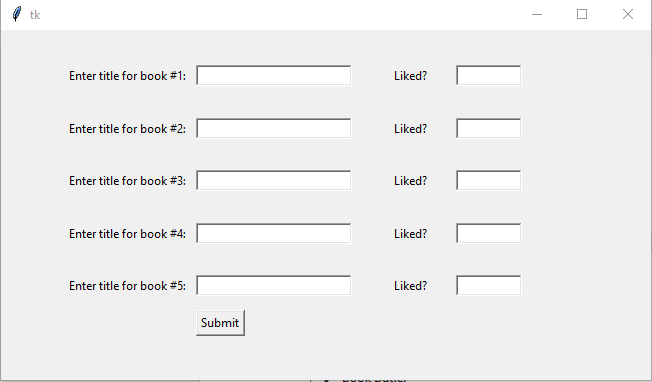 tk
Enter title for book #1: Liked?
Enter title for book #2: Liked?
Enter title for book #3: Liked?
Enter title for book #4: Liked?
Enter title for book #5: Liked?
Submit